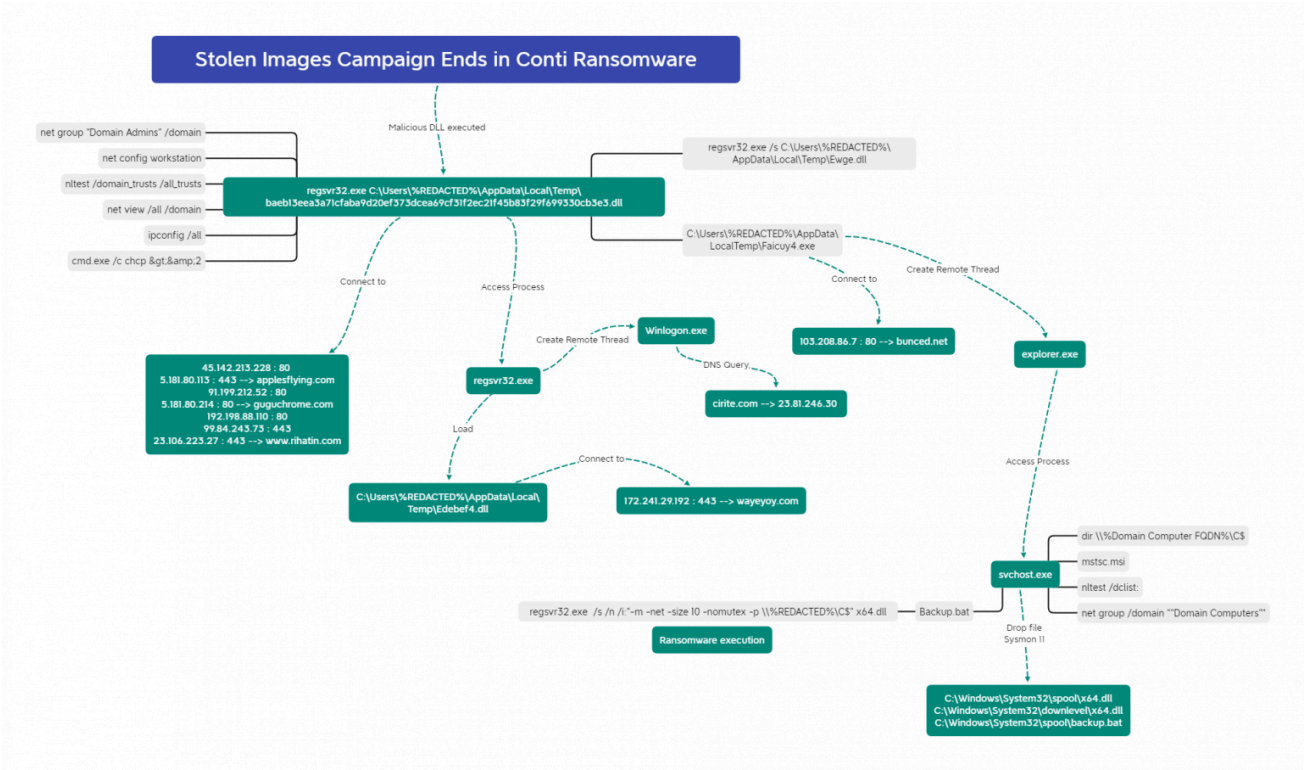 Stolen Images Campaign Ends in Conti Ransomware
Malicious DLL executed
net group "Domain Admins" /domain
net config workstation
nltest /domain_trusts /all_trusts
net view /all /domain
ipconfig /all
cmd.exe /c chcp &gt;&amp;2
regsvr32.exe C:\Users\%REDACTED%\AppData\Local\Temp\
baeb13eea3a71cfaba9d20ef373dcea69cf31f2ec21f45b83f29f699330cb3e3.dll
regsvr32.exe /s C:\Users\%REDACTED%\
AppData\Local\Temp\Ewge.dll
C:\Users\%REDACTED%\AppData\
LocalTemp\Faicuy4.exe
Connect to
Access Process
Connect to
Create Remote Thread
45.142.213.228 : 80
5.181.80.113 : 443 --> applesflying.com
91.199.212.52 : 80
5.181.80.214 : 80 --> guguchrome.com
192.198.88.110 : 80
99.84.243.73 : 443
23.106.223.27 : 443 --> www.rihatin.com
regsvr32.exe
Create Remote Thread
Winlogon.exe
DNS Query
cirite.com --> 23.81.246.30
103.208.86.7 : 80 --> bunced.net
explorer.exe
Load
C:\Users\%REDACTED%\AppData\Local\
Temp\Edebef4.dll
Connect to
172.241.29.192 : 443 --> wayeyoy.com
Access Process
svchost.exe
dir \\%Domain Computer FQDN%\C$
mstsc.msi
nltest /dclist:
net group /domain ""Domain Computers""
regsvr32.exe  /s /n /i:"-m -net -size 10 -nomutex -p \\%REDACTED%\C$" x64.dll
Backup.bat
Ransomware execution
Drop file
Sysmon 11
C:\Windows\System32\spool\x64.dll
C:\Windows\System32\downlevel\x64.dll
C:\Windows\System32\spool\backup.bat